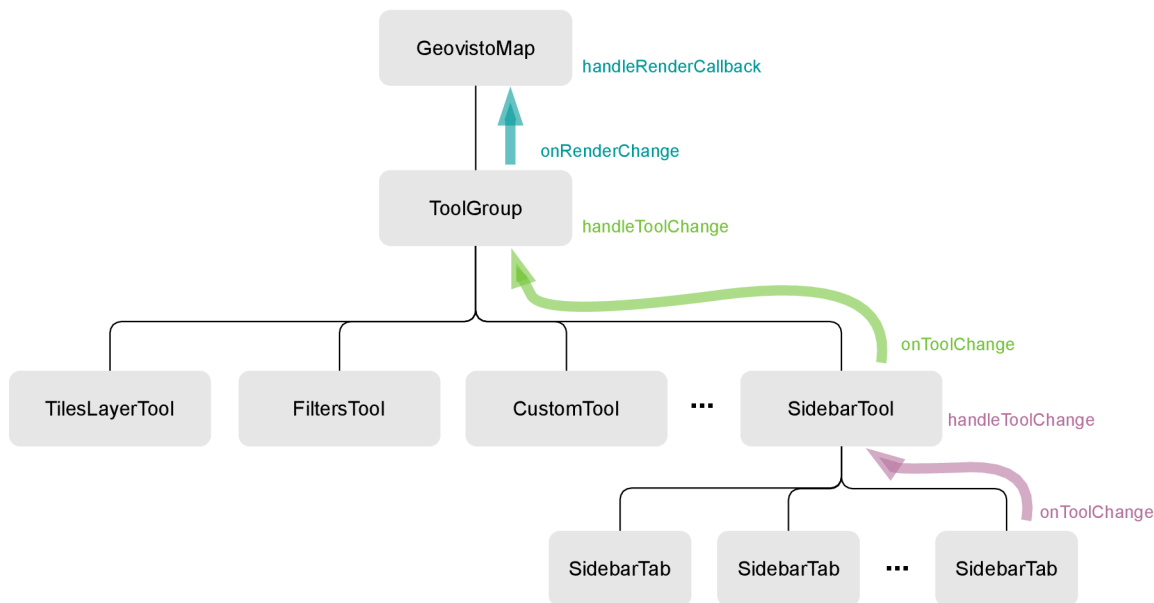 GeovistoMap
handleRenderCallback
onRenderChange
ToolGroup
handleToolChange
onToolChange
TilesLayerTool
FiltersTool
CustomTool
...
SidebarTool
handleToolChange
onToolChange
SidebarTab
SidebarTab
...
SidebarTab